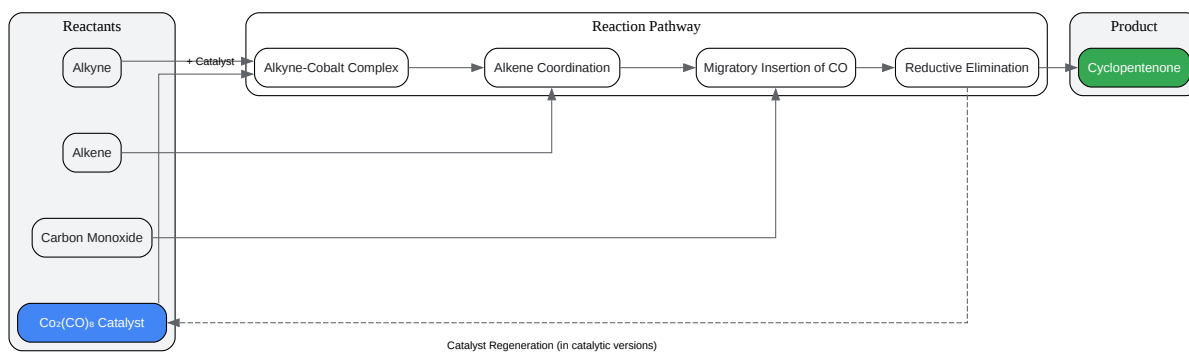 Reactants
Reaction Pathway
Product
Alkyne
+ Catalyst
Alkyne-Cobalt Complex
Alkene Coordination
Migratory Insertion of CO
Reductive Elimination
Cyclopentenone
Alkene
Carbon Monoxide
Co₂(CO)₈ Catalyst
Catalyst Regeneration (in catalytic versions)